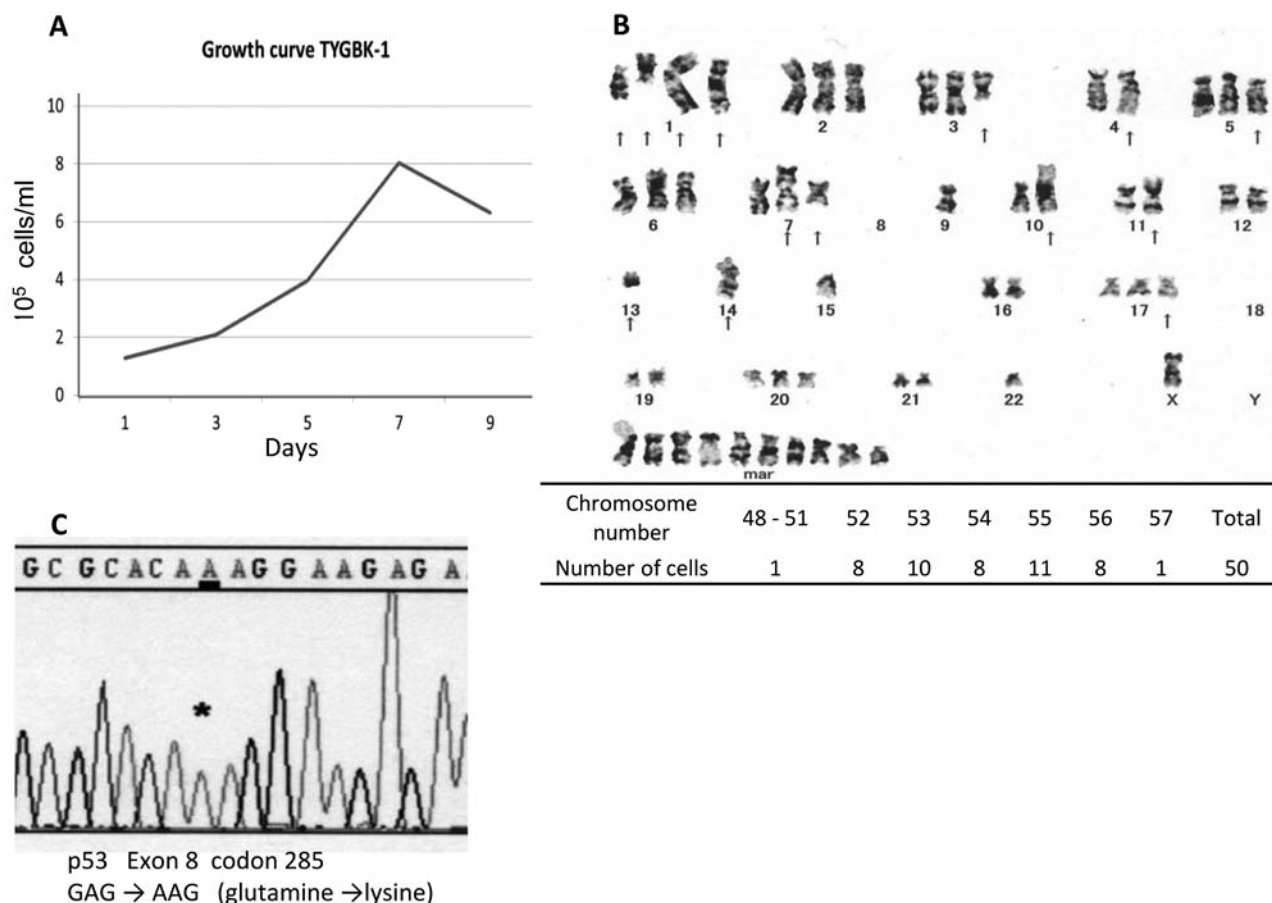 A
Growth curve TYGBK-1
10
8
6
4
2
0
10⁵ cells/ml
1 3 5 7 9
Days
B
1 2 3 4 5
6 7 8 9 10 11 12
13 14 15 16 17 18
19 20 21 22 X Y
mar
Chromosome number 48 - 51 52 53 54 55 56 57 Total
Number of cells 1 8 10 8 11 8 1 50
C
G C G C A C A A A G G A A G A G A
*
p53 Exon 8 codon 285
GAG → AAG (glutamine →lysine)